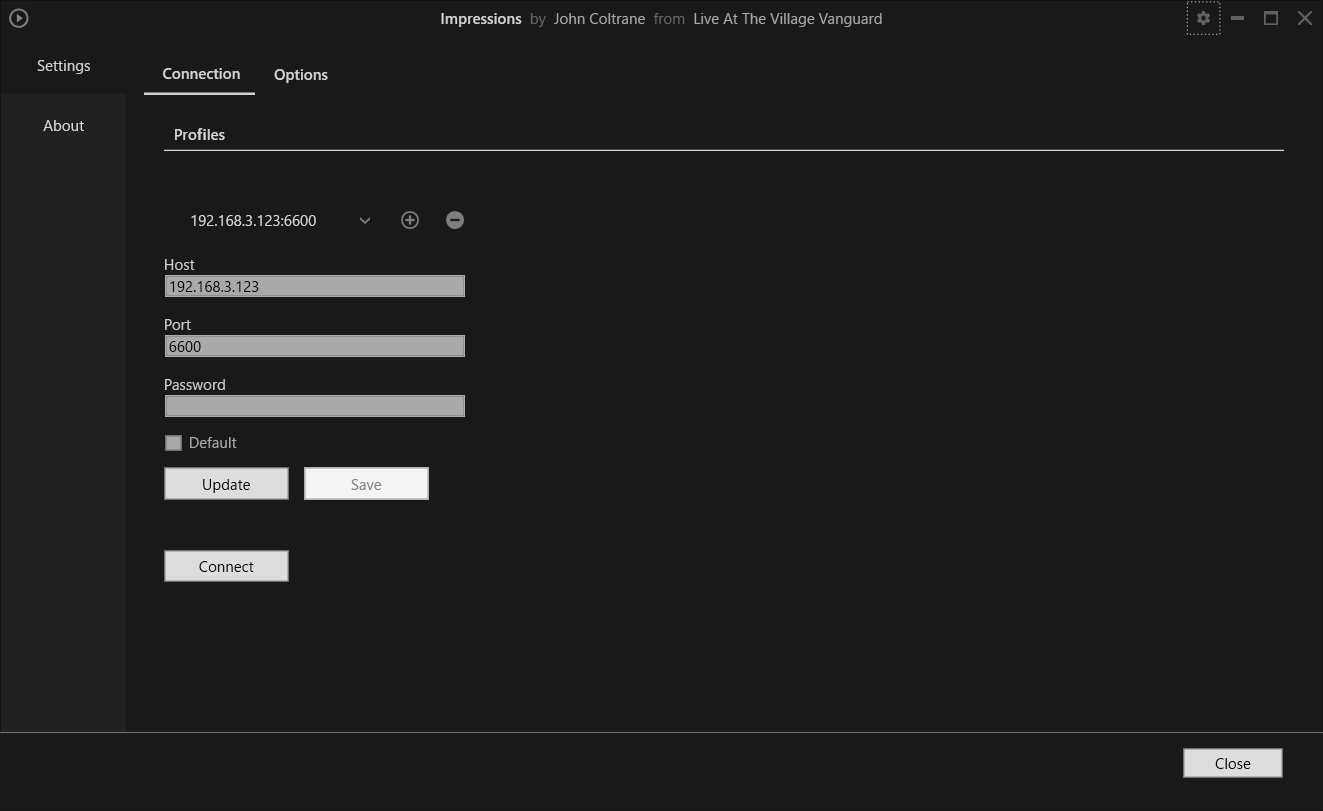 Impressions by John Coltrane from Live At The Village Vanguard
Settings
About
Connection Options
Profiles
192.168.3.123:6600
Host
192.168.3.123
Port
6600
Password
Default
Update Save
Connect
Close